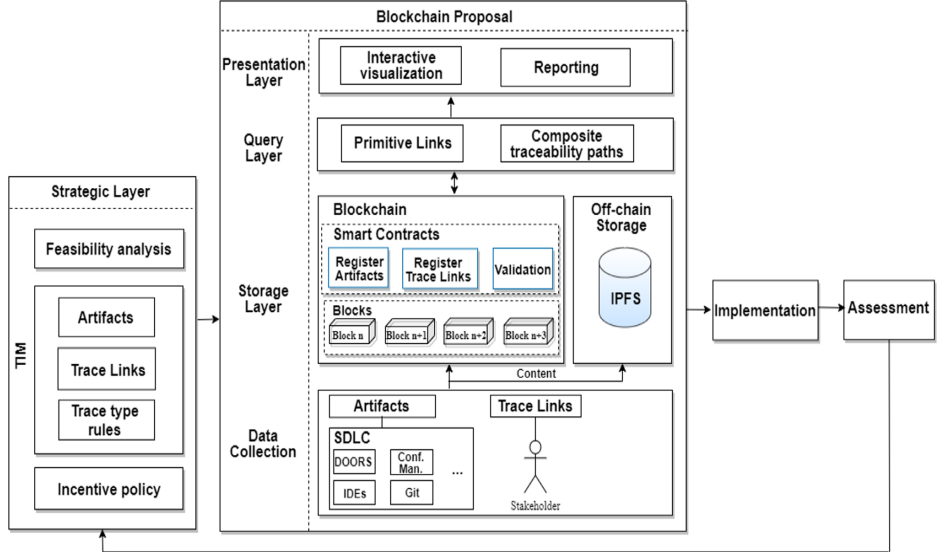 Blockchain Proposal
Presentation
Layer
Interactive
visualization
Reporting
Query
Layer
Primitive Links
Composite
traceability paths
Strategic Layer
Feasibility analysis
TIM
Artifacts
Trace Links
Trace type
rules
Incentive policy
Storage
Layer
Blockchain
Smart Contracts
Register
Artifacts
Register
Trace Links
Validation
Blocks
Block n
Block n+1
Block n+2
Block n+3
Off-chain
Storage
IPFS
Content
Data
Collection
Artifacts
SDLC
DOORS
Conf.
Man.
...
IDEs
Git
Trace Links
Stakeholder
Implementation
Assessment